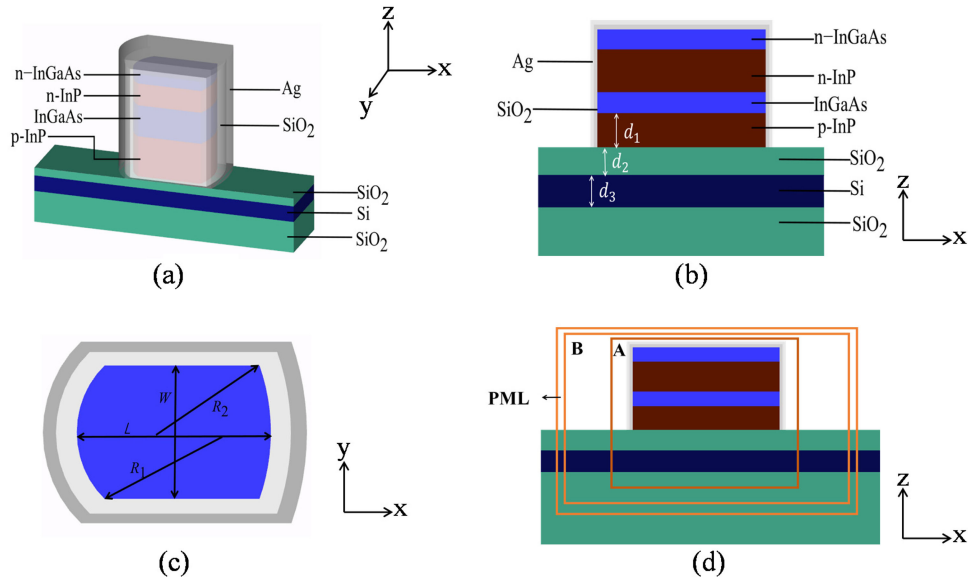 n−InGaAs
n-InP
InGaAs
p-InP
Ag
SiO2
SiO2
Si
SiO2
z
x
y
(a)
Ag
SiO2
n−InGaAs
n-InP
InGaAs
p-InP
d1
d2
d3
SiO2
Si
SiO2
z
x
(b)
W
R2
L
R1
y
x
(c)
B
A
PML
z
x
(d)